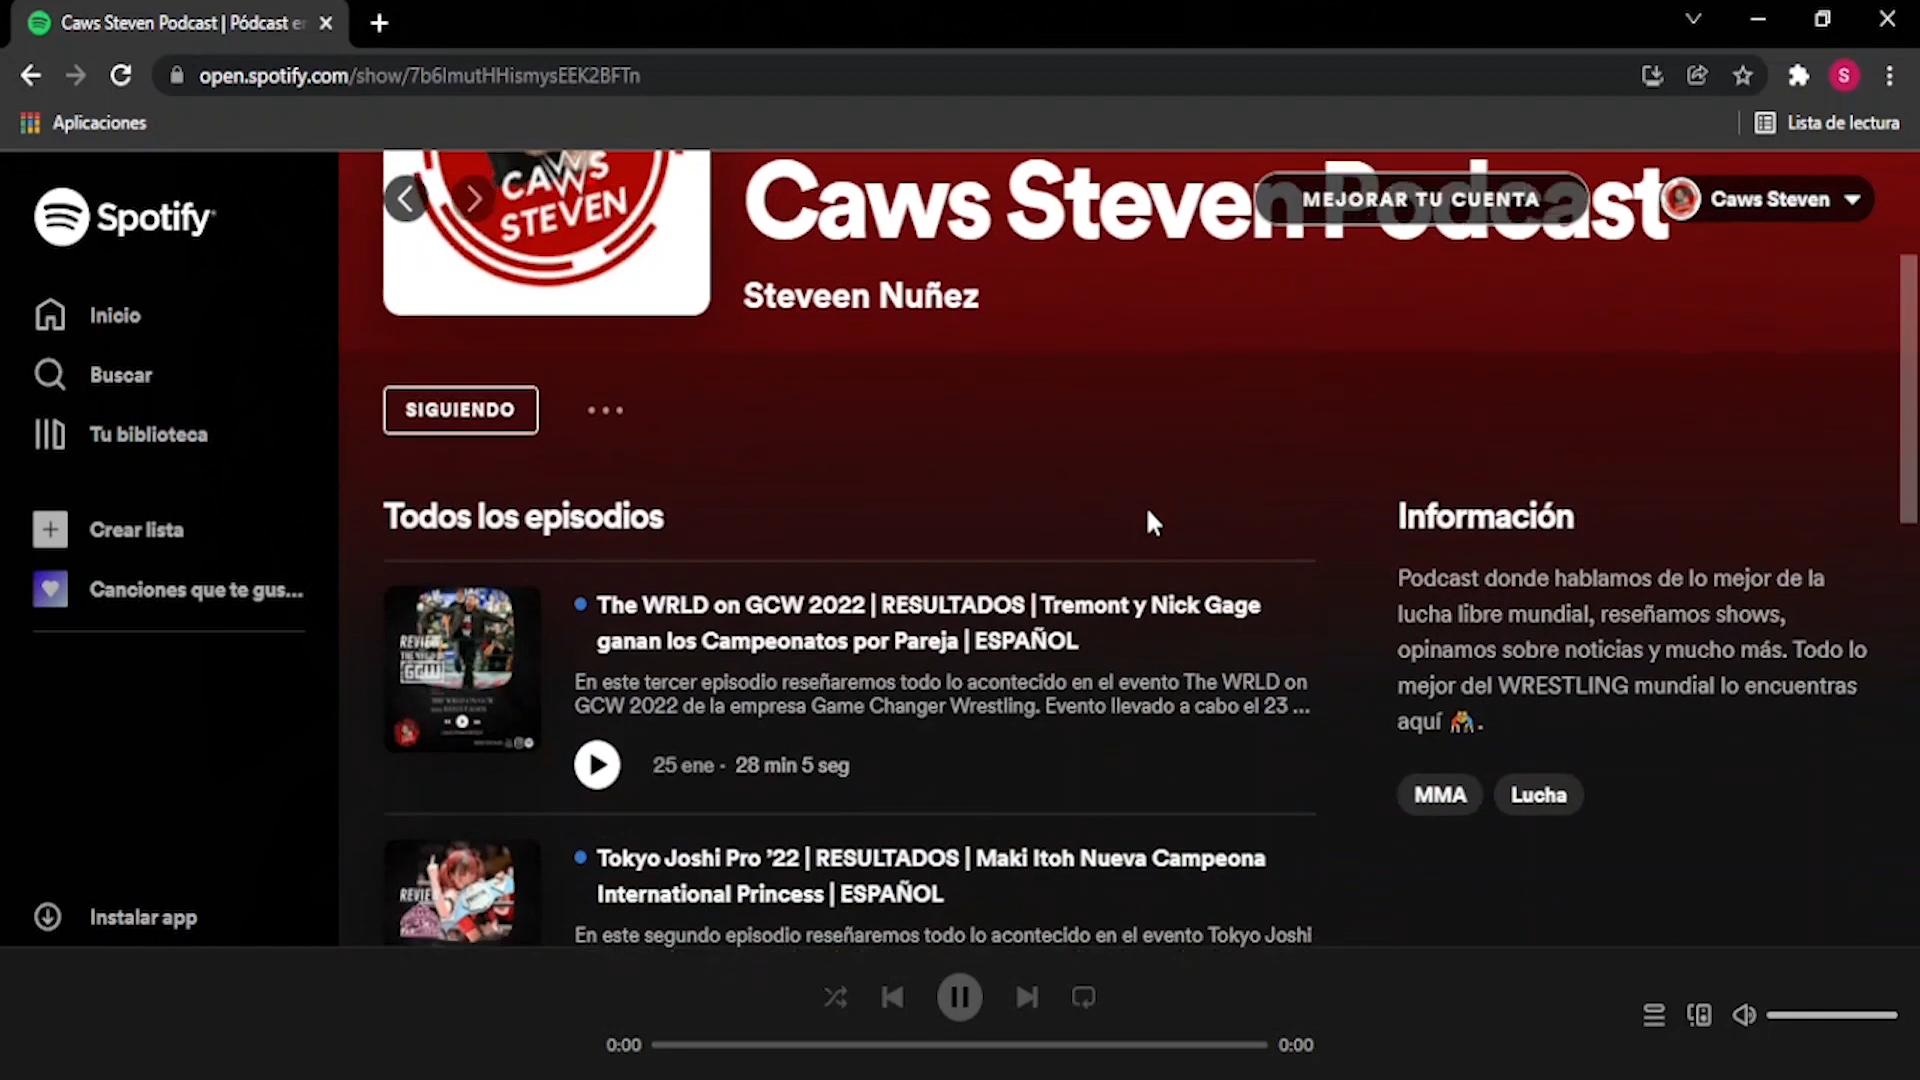 Caws Steven Podcast | Pódcast e
open.spotify.com/show/7b6lmutHHismysEEK2BFTn
S
Aplicaciones
Lista de lectura
Spotify
CAWS
STEVEN
Caws Steven Podcast
MEJORAR TU CUENTA
Caws Steven
Steveen Nuñez
Inicio
Buscar
Tu biblioteca
Crear lista
Canciones que te gus...
Instalar app
SIGUIENDO
Todos los episodios
REVIEW
GCW
The WRLD on GCW 2022 | RESULTADOS | Tremont y Nick Gage
ganan los Campeonatos por Pareja | ESPAÑOL
En este tercer episodio reseñaremos todo lo acontecido en el evento The WRLD on
GCW 2022 de la empresa Game Changer Wrestling. Evento llevado a cabo el 23 ...
25 ene · 28 min 5 seg
REVIEW
Tokyo Joshi Pro ’22 | RESULTADOS | Maki Itoh Nueva Campeona
International Princess | ESPAÑOL
En este segundo episodio reseñaremos todo lo acontecido en el evento Tokyo Joshi
Información
Podcast donde hablamos de lo mejor de la
lucha libre mundial, reseñamos shows,
opinamos sobre noticias y mucho más. Todo lo
mejor del WRESTLING mundial lo encuentras
aquí 🤼.
MMA
Lucha
0:00
0:00